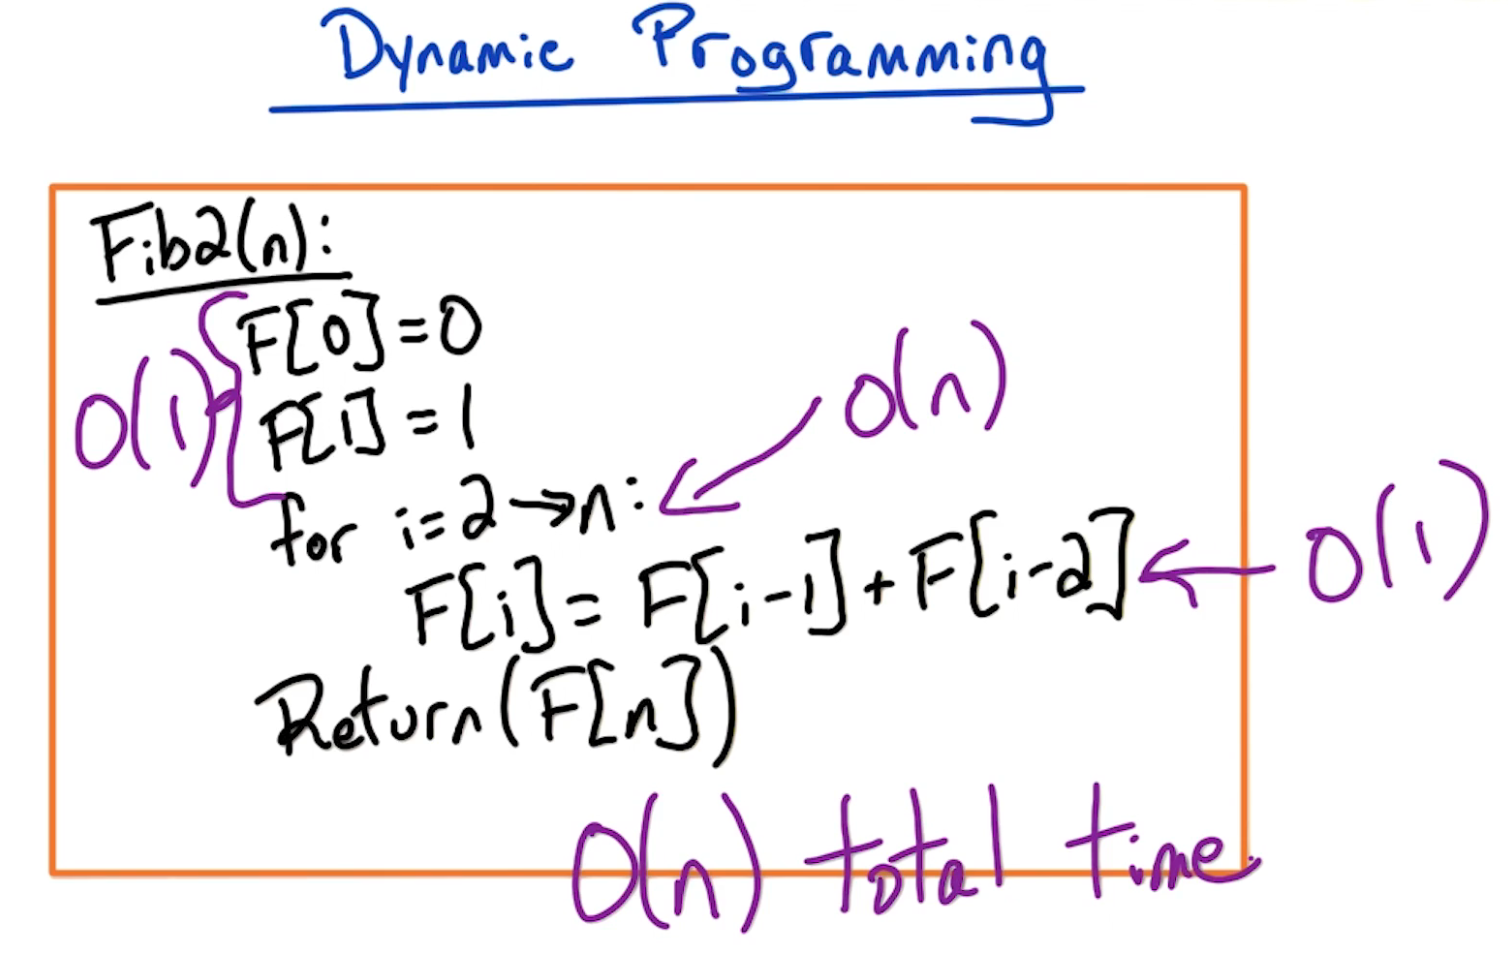 Dynamic Programming
Fib2(n):
F[0]=0
F[1]=1
O(1)
for i=2→n:
O(n)
F[i]= F[i-1]+F[i-2]
O(1)
Return(F[n])
O(n) total time